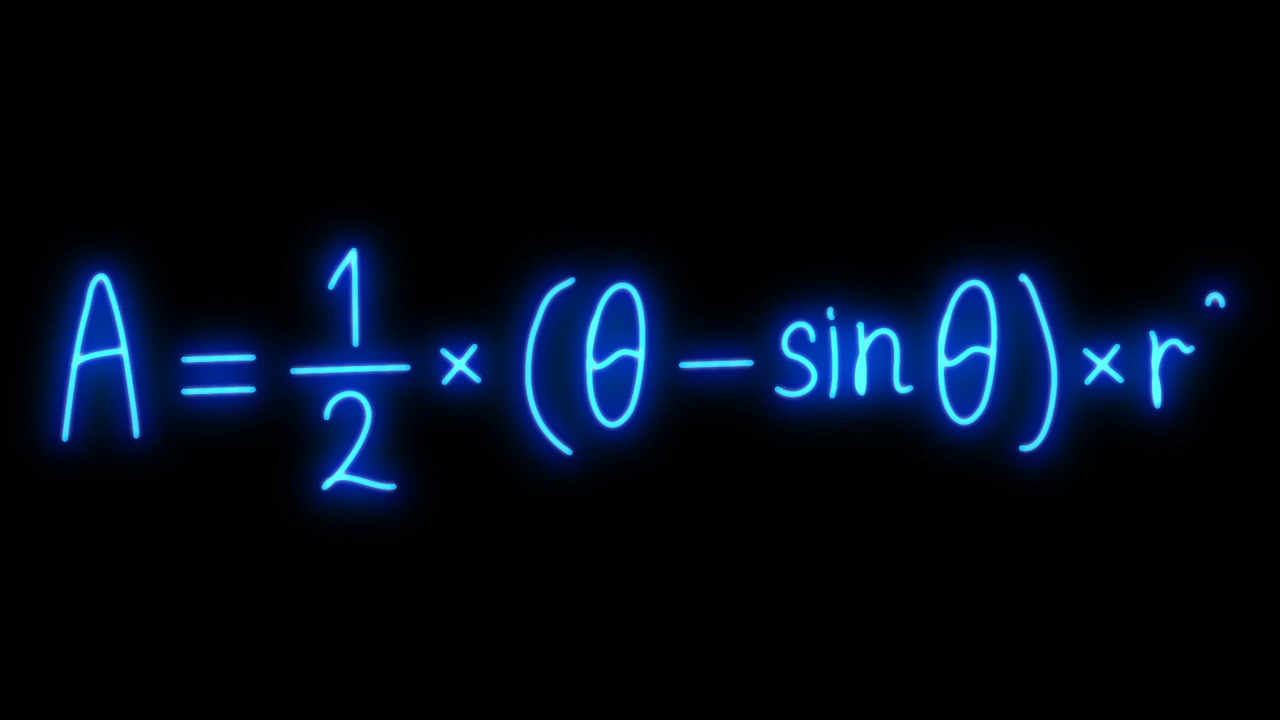 A = 1/2 × (θ − sin θ) × r